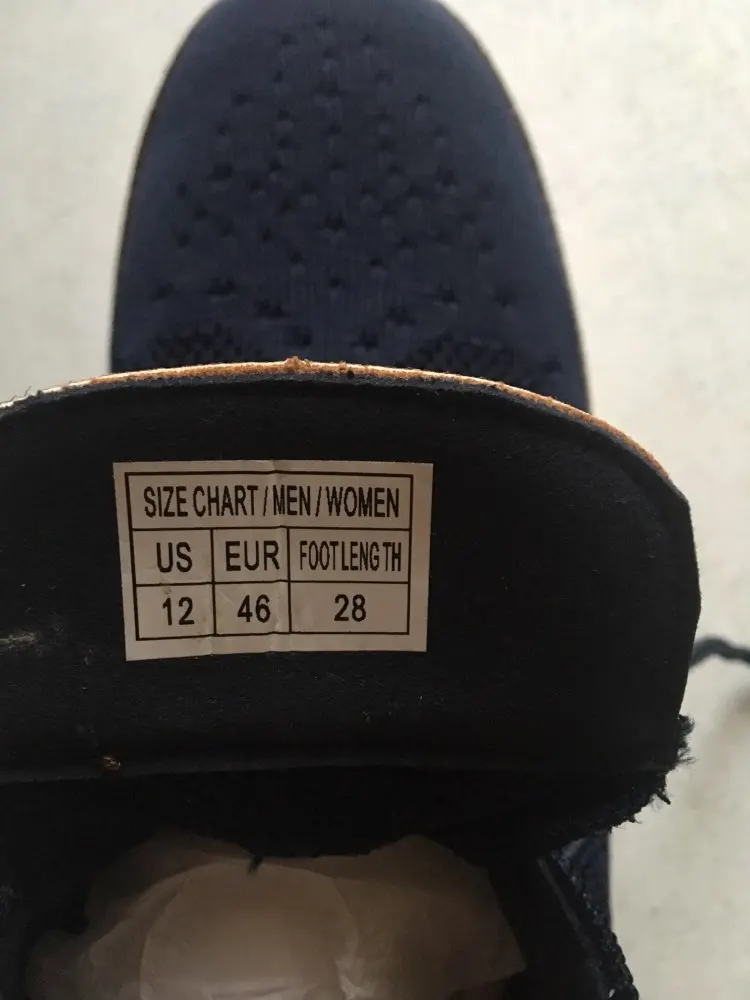 SIZE CHART / MEN / WOMEN
US EUR FOOTLENGTH
12 46 28